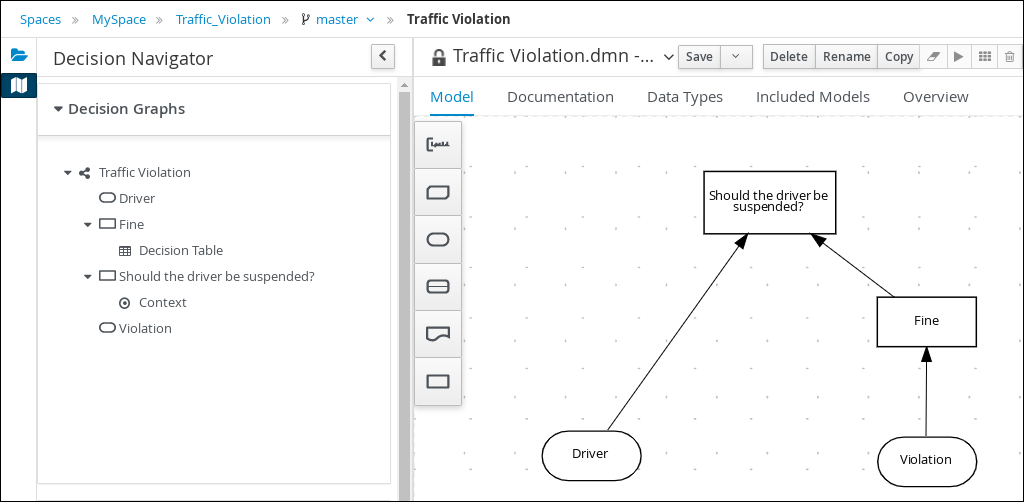 Spaces » MySpace » Traffic_Violation » master » Traffic Violation
Decision Navigator
Traffic Violation.dmn -...
Save
Delete
Rename
Copy
Model
Documentation
Data Types
Included Models
Overview
Decision Graphs
Traffic Violation
Driver
Fine
Decision Table
Should the driver be suspended?
Context
Violation
Should the driver be
suspended?
Fine
Driver
Violation